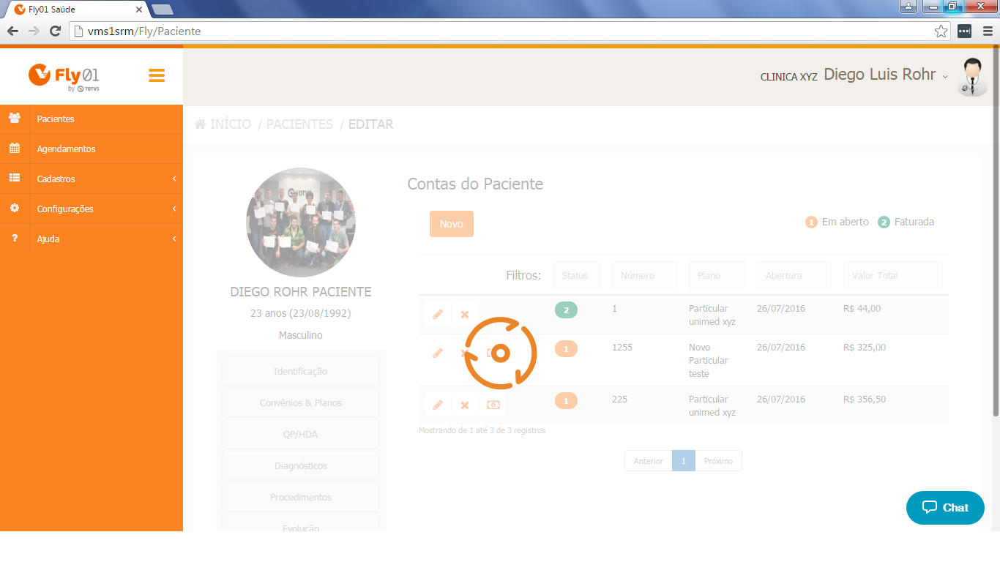 Fly01 Saúde
vms1srm/Fly/Paciente
Fly01
by TOTVS
CLINICA XYZ Diego Luis Rohr
Pacientes
Agendamentos
Cadastros
Configurações
? Ajuda
INÍCIO / PACIENTES / EDITAR
TOTVS
DIEGO ROHR PACIENTE
23 anos (23/08/1992)
Masculino
Identificação
Convênios & Planos
QP/HDA
Diagnósticos
Procedimentos
Evolução
Contas do Paciente
Novo
1 Em aberto 2 Faturada
Filtros: Status Número Plano Abertura Valor Total
2 1 Particular unimed xyz 26/07/2016 R$ 44,00
1 1255 Novo Particular teste 26/07/2016 R$ 325,00
1 225 Particular unimed xyz 26/07/2016 R$ 356,50
Mostrando de 1 até 3 de 3 registros
Anterior 1 Próximo
Chat